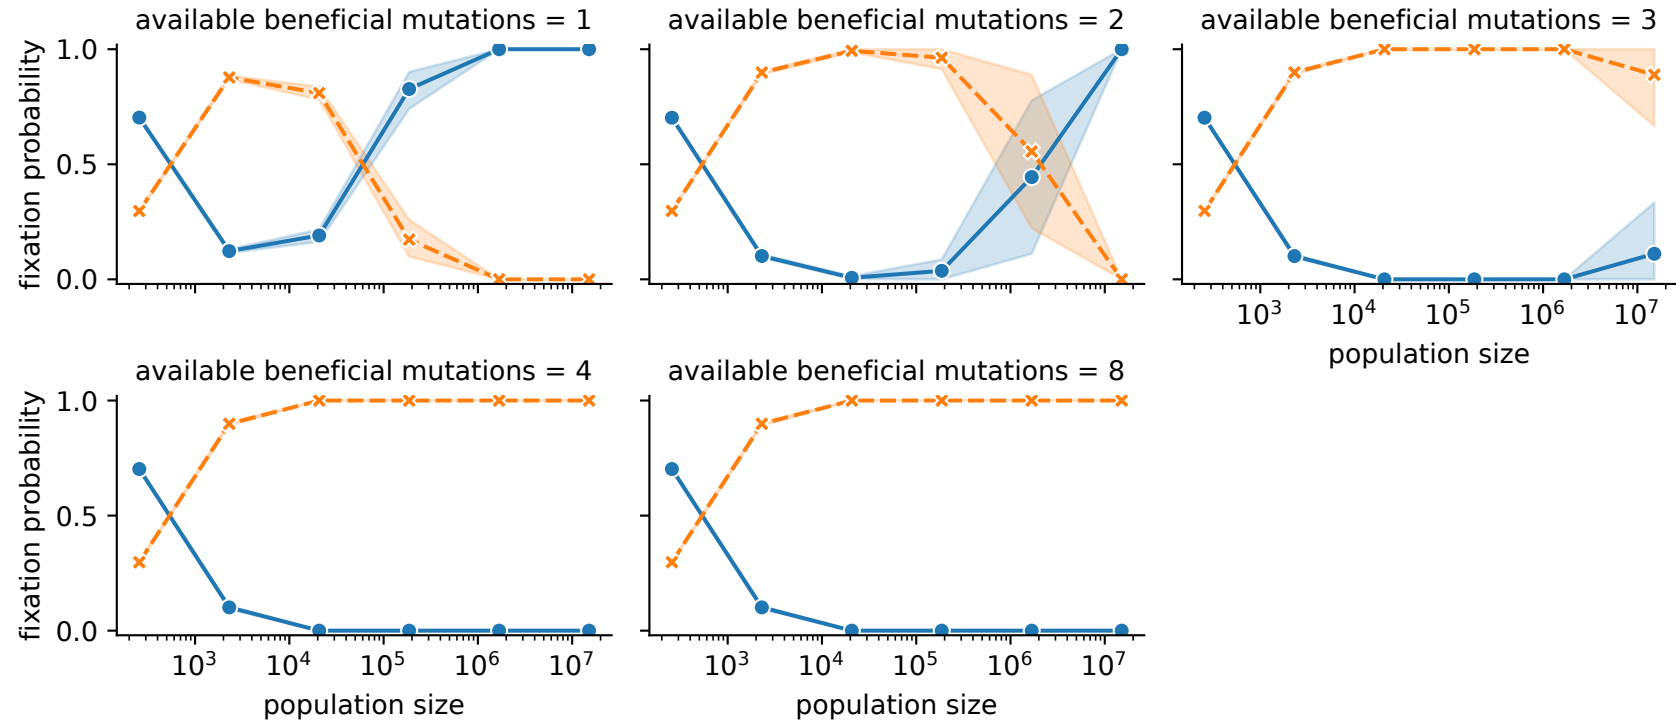 available beneficial mutations = 1
available beneficial mutations = 2
available beneficial mutations = 3
fixation probability
1.0
0.5
0.0
10³ 10⁴ 10⁵ 10⁶ 10⁷
population size
available beneficial mutations = 4
available beneficial mutations = 8
fixation probability
1.0
0.5
0.0
10³ 10⁴ 10⁵ 10⁶ 10⁷
10³ 10⁴ 10⁵ 10⁶ 10⁷
population size
population size